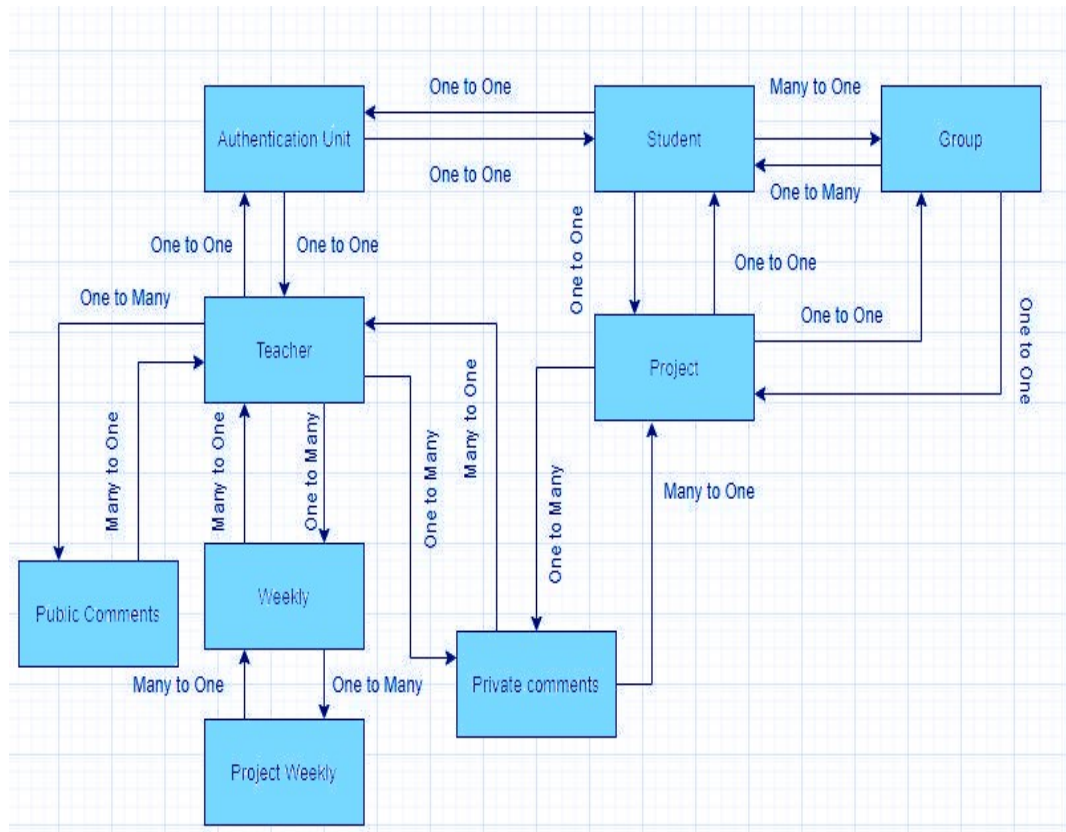 One to One
Many to One
Authentication Unit
Student
Group
One to One
One to Many
One to One
One to One
One to One
One to One
One to Many
One to One
One to One
Teacher
Project
Many to One
Many to One
One to Many
One to Many
Many to One
One to Many
Many to One
Public Comments
Weekly
Private comments
Many to One
One to Many
Project Weekly